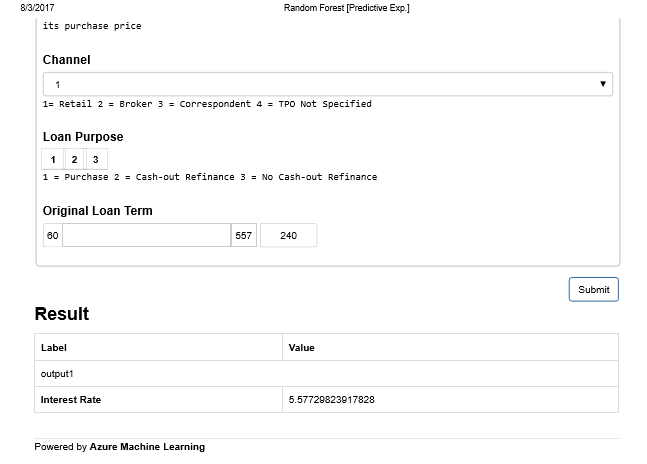 8/3/2017 Random Forest [Predictive Exp.]
its purchase price
Channel
1
1= Retail 2 = Broker 3 = Correspondent 4 = TPO Not Specified
Loan Purpose
1 2 3
1 = Purchase 2 = Cash-out Refinance 3 = No Cash-out Refinance
Original Loan Term
60 557 240
Submit
Result
Label Value
output1
Interest Rate 5.57729823917828
Powered by Azure Machine Learning